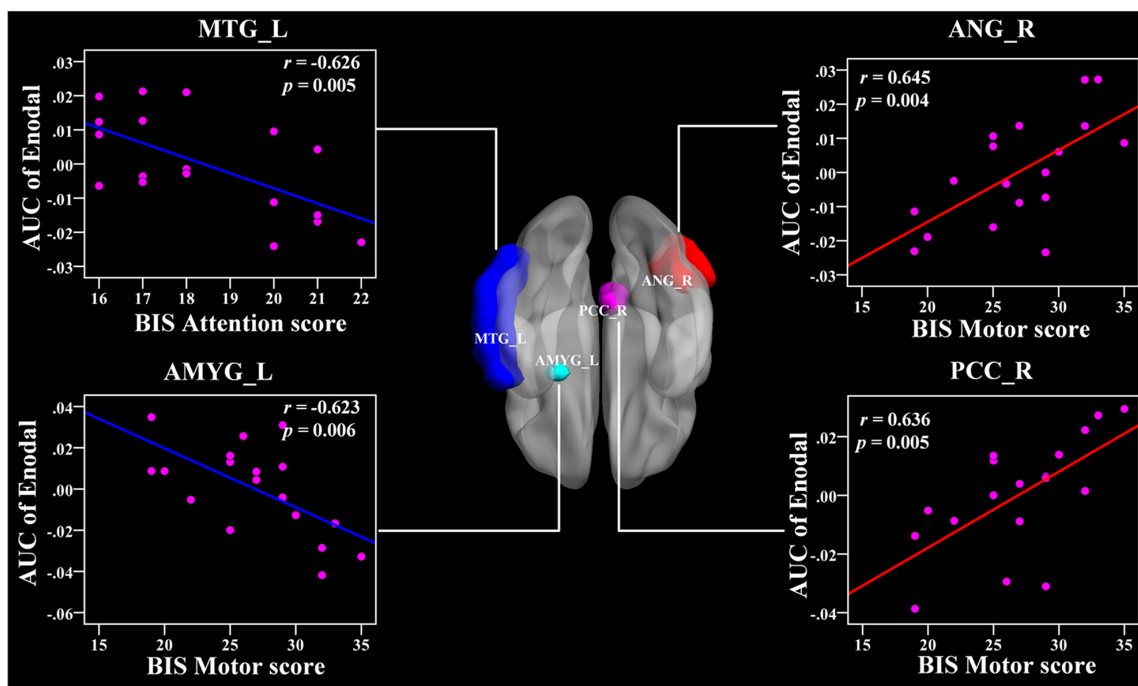 MTG_L
r = -0.626
p = 0.005
AUC of Enodal
.03
.02
.01
.00
-.01
-.02
-.03
16 17 18 19 20 21 22
BIS Attention score
ANG_R
r = 0.645
p = 0.004
AUC of Enodal
.03
.02
.01
.00
-.01
-.02
-.03
15 20 25 30 35
BIS Motor score
MTG_L
AMYG_L
PCC_R
ANG_R
AMYG_L
r = -0.623
p = 0.006
AUC of Enodal
.04
.02
.00
-.02
-.04
-.06
15 20 25 30 35
BIS Motor score
PCC_R
r = 0.636
p = 0.005
AUC of Enodal
.02
.00
-.02
-.04
15 20 25 30 35
BIS Motor score